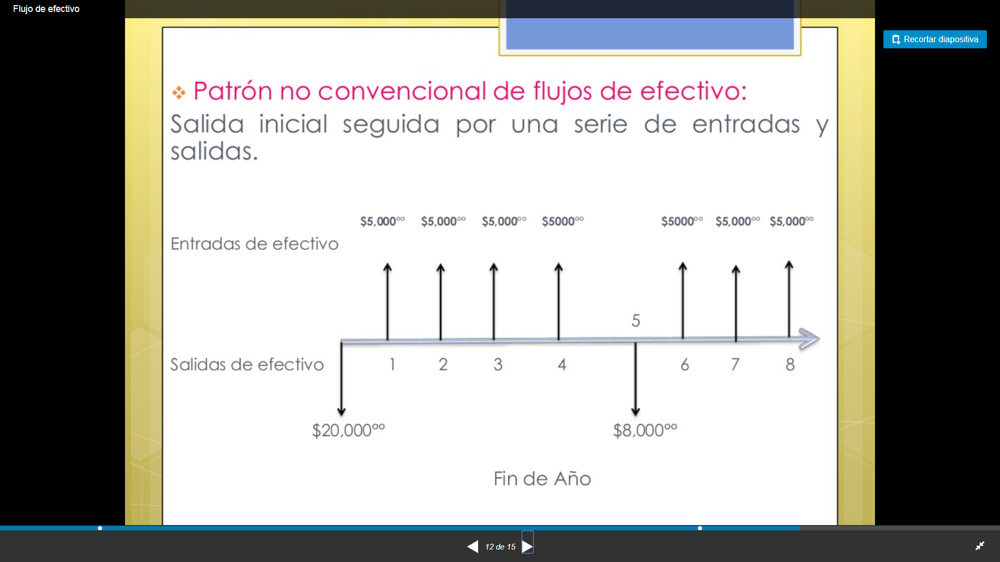 Flujo de efectivo
Recortar diapositiva
Patrón no convencional de flujos de efectivo:
Salida inicial seguida por una serie de entradas y
salidas.
$5,000°° $5,000°° $5,000°° $5000°° $5000°° $5,000°° $5,000°°
Entradas de efectivo
5
Salidas de efectivo 1 2 3 4 6 7 8
$20,000°° $8,000°°
Fin de Año
12 de 15